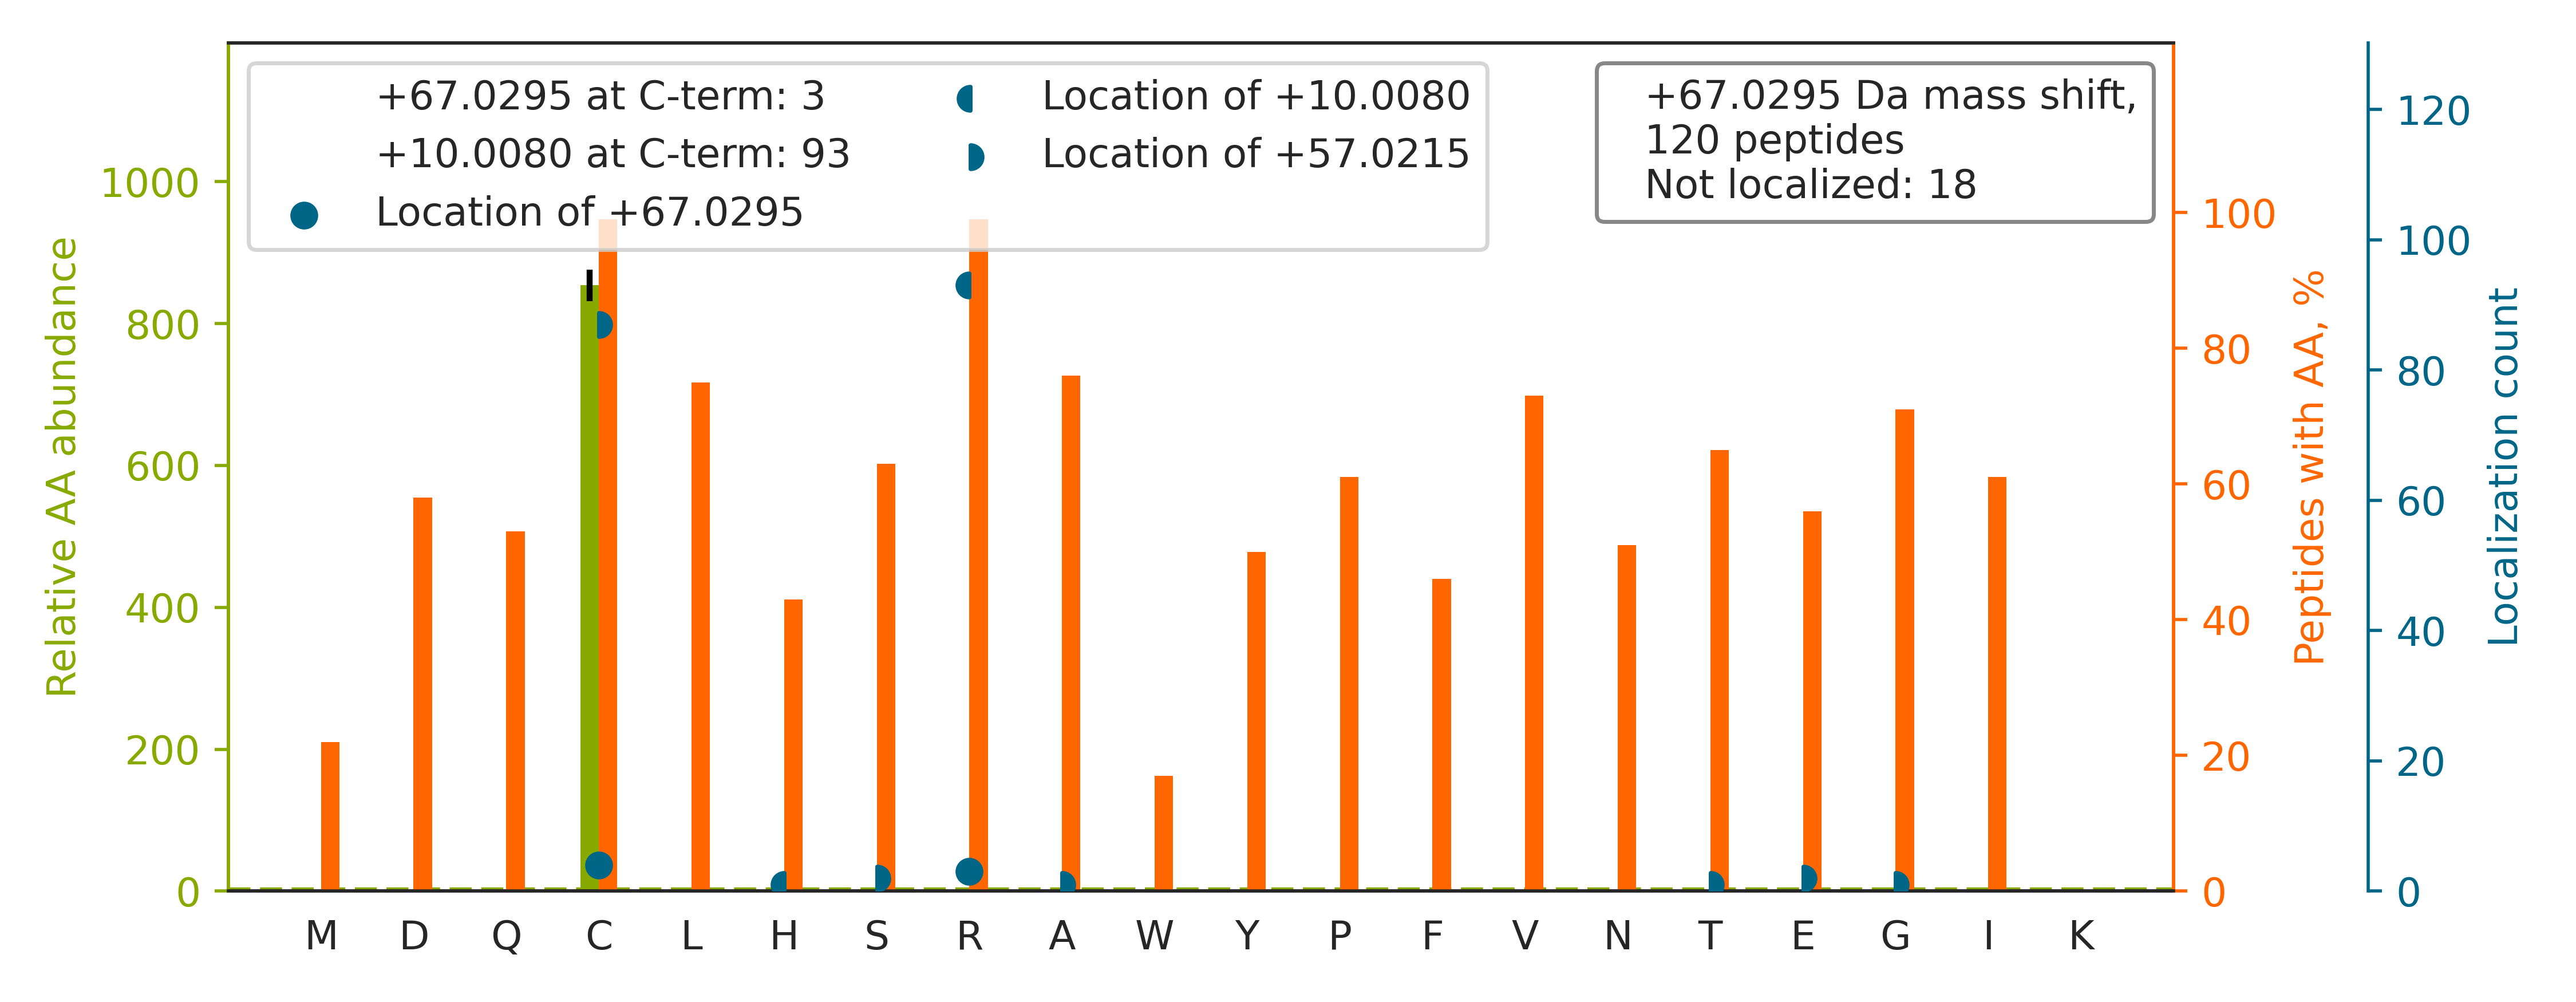 +67.0295 at C-term: 3
+10.0080 at C-term: 93
Location of +67.0295
Location of +10.0080
Location of +57.0215
+67.0295 Da mass shift,
120 peptides
Not localized: 18
Relative AA abundance
1000
800
600
400
200
0
100
80
60
40
20
0
Peptides with AA, %
120
100
80
60
40
20
0
Localization count
M D Q C L H S R A W Y P F V N T E G I K